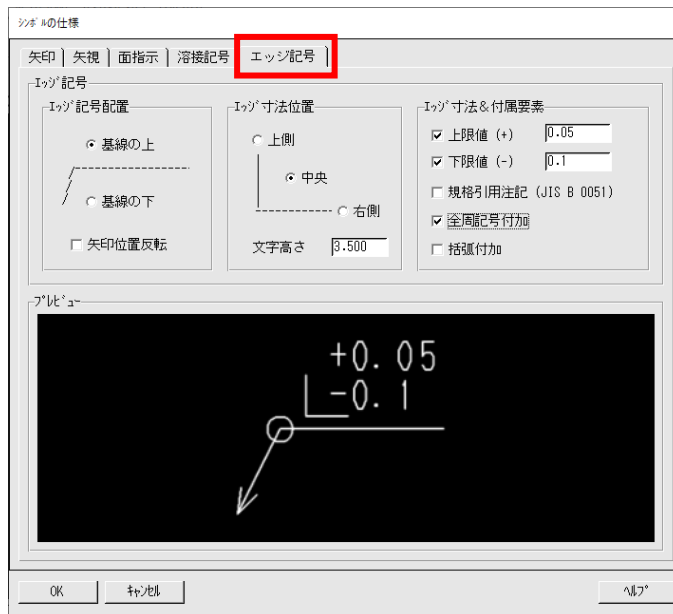 ｼﾝﾎﾞﾙの仕様
矢印 矢視 面指示 溶接記号 エッジ記号
ｴｯｼﾞ記号
ｴｯｼﾞ記号配置
基線の上
基線の下
矢印位置反転
ｴｯｼﾞ寸法位置
上側
中央
右側
文字高さ 3.500
ｴｯｼﾞ寸法＆付属要素
上限値 (+) 0.05
下限値 (-) 0.1
規格引用注記 (JIS B 0051)
全周記号付加
括弧付加
ﾌﾟﾚﾋﾞｭｰ
+0.05
-0.1
OK ｷｬﾝｾﾙ ﾍﾙﾌﾟ